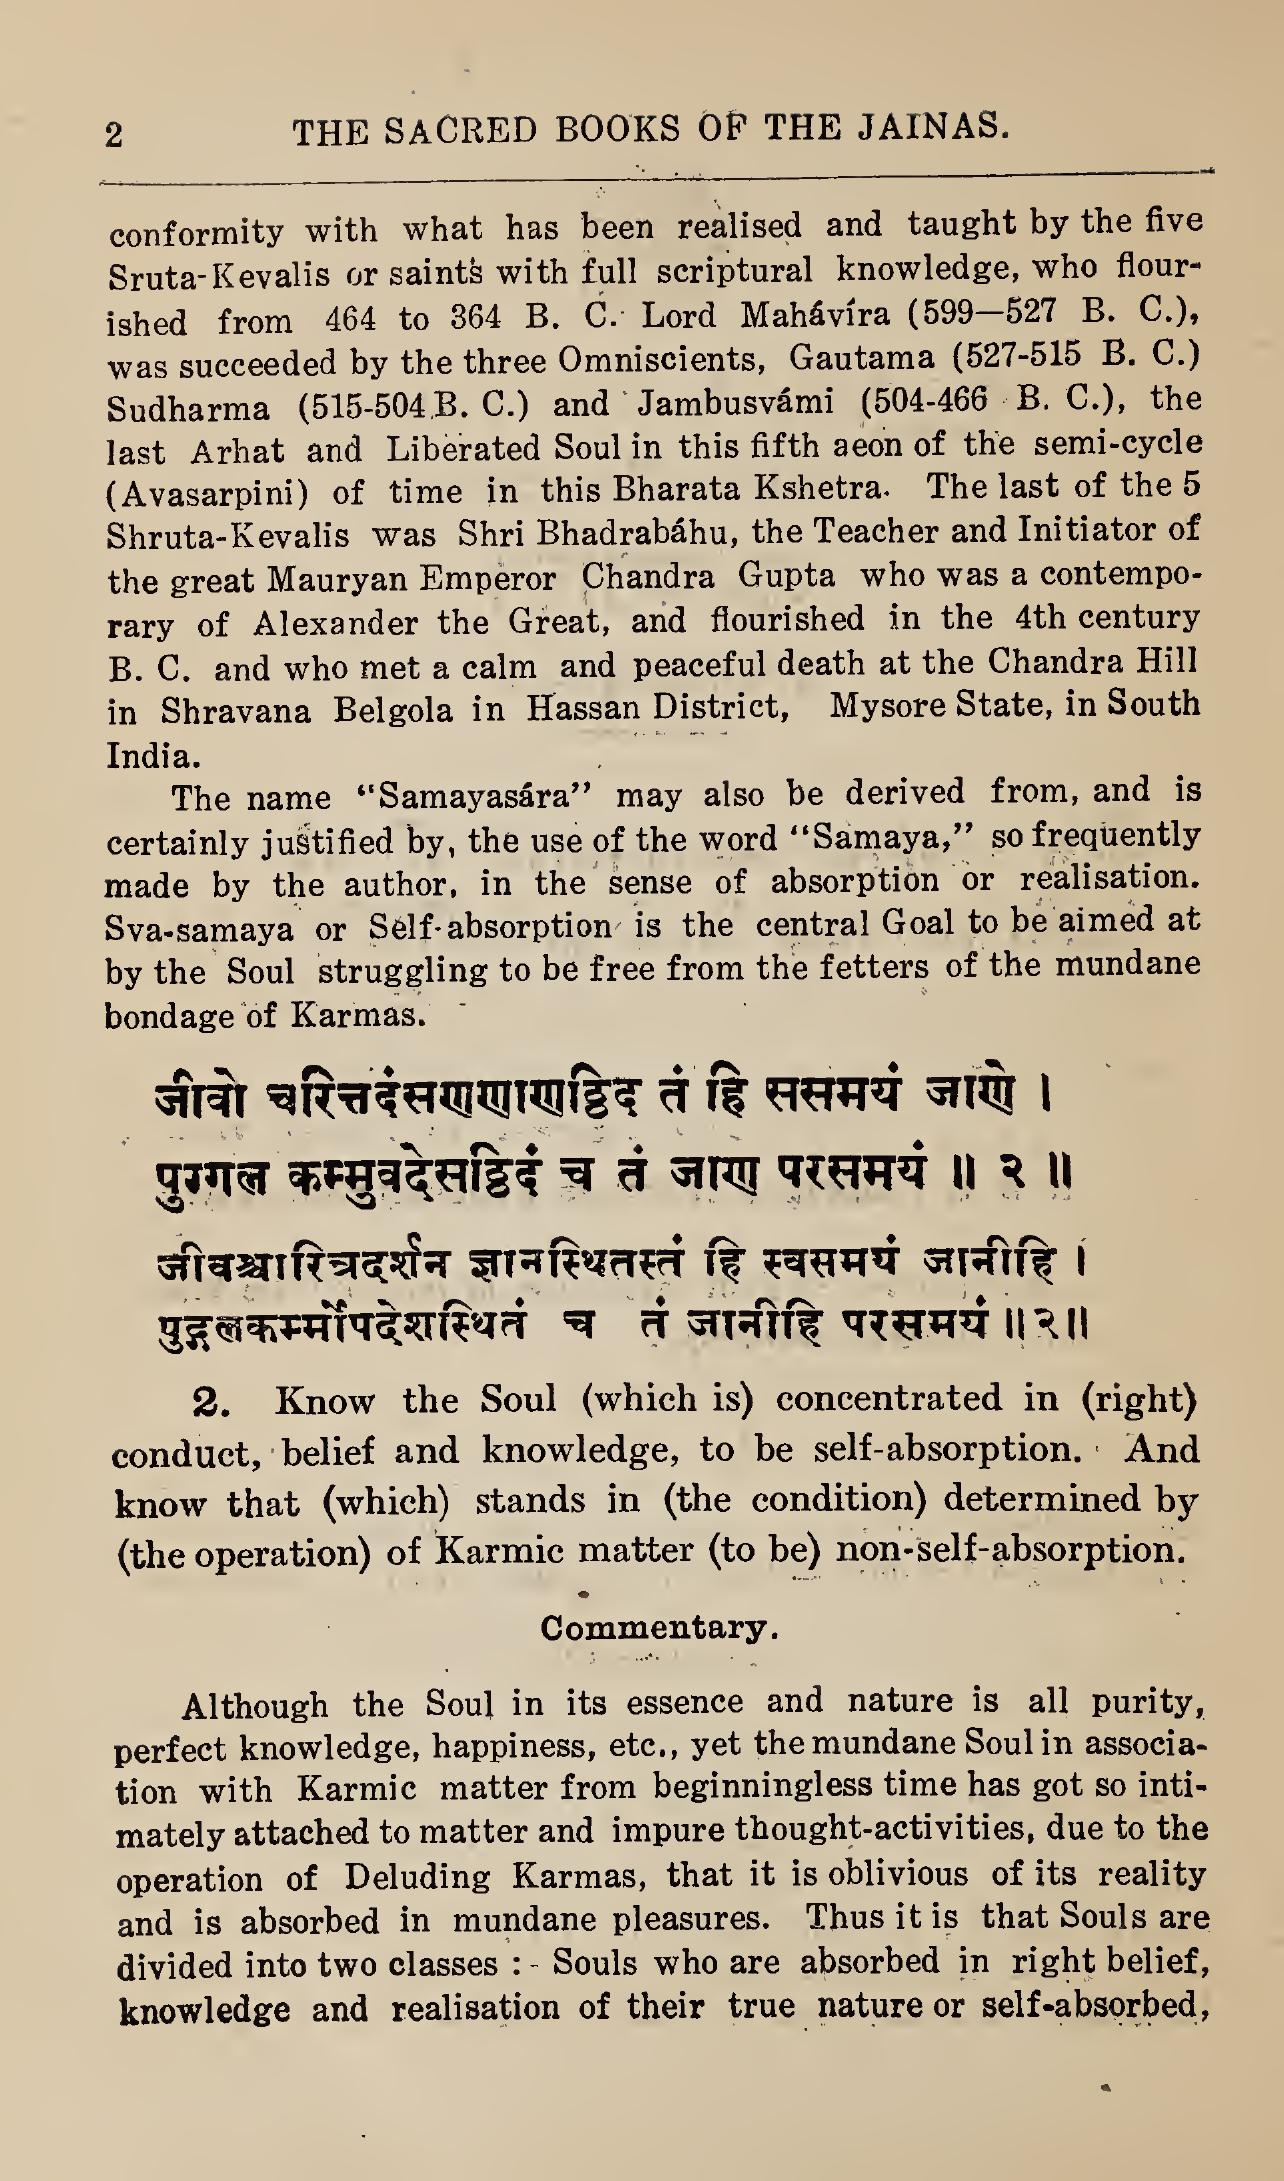 2 THE SACRED BOOKS OF THE JAINAS.
conformity with what has been realised and taught by the five
Sruta-Kevalis or saints with full scriptural knowledge, who flour-
ished from 464 to 364 B. C. Lord Mahávíra (599—527 B. C.),
was succeeded by the three Omniscients, Gautama (527-515 B. C.)
Sudharma (515-504 B. C.) and Jambusvámi (504-466 B. C.), the
last Arhat and Liberated Soul in this fifth aeon of the semi-cycle
(Avasarpini) of time in this Bharata Kshetra. The last of the 5
Shruta-Kevalis was Shri Bhadrabáhu, the Teacher and Initiator of
the great Mauryan Emperor Chandra Gupta who was a contempo-
rary of Alexander the Great, and flourished in the 4th century
B. C. and who met a calm and peaceful death at the Chandra Hill
in Shravana Belgola in Hassan District, Mysore State, in South
India.
The name "Samayasára" may also be derived from, and is
certainly justified by, the use of the word "Samaya," so frequently
made by the author, in the sense of absorption or realisation.
Sva-samaya or Self-absorption is the central Goal to be aimed at
by the Soul struggling to be free from the fetters of the mundane
bondage of Karmas.
जीवो चरित्तदंसणणाणट्ठिद तं हि ससमयं जाणे ।
पुग्गल कम्मुवदेसट्ठिदं च तं जाण परसमयं ॥ २ ॥
जीवश्चारित्रदर्शन ज्ञानस्थितस्तं हि स्वसमयं जानीहि ।
पुद्गलकर्म्मोपदेशस्थितं च तं जानीहि परसमयं ॥२॥
2. Know the Soul (which is) concentrated in (right)
conduct, belief and knowledge, to be self-absorption. And
know that (which) stands in (the condition) determined by
(the operation) of Karmic matter (to be) non-self-absorption.
Commentary.
Although the Soul in its essence and nature is all purity,
perfect knowledge, happiness, etc., yet the mundane Soul in associa-
tion with Karmic matter from beginningless time has got so inti-
mately attached to matter and impure thought-activities, due to the
operation of Deluding Karmas, that it is oblivious of its reality
and is absorbed in mundane pleasures. Thus it is that Souls are
divided into two classes :- Souls who are absorbed in right belief,
knowledge and realisation of their true nature or self-absorbed,